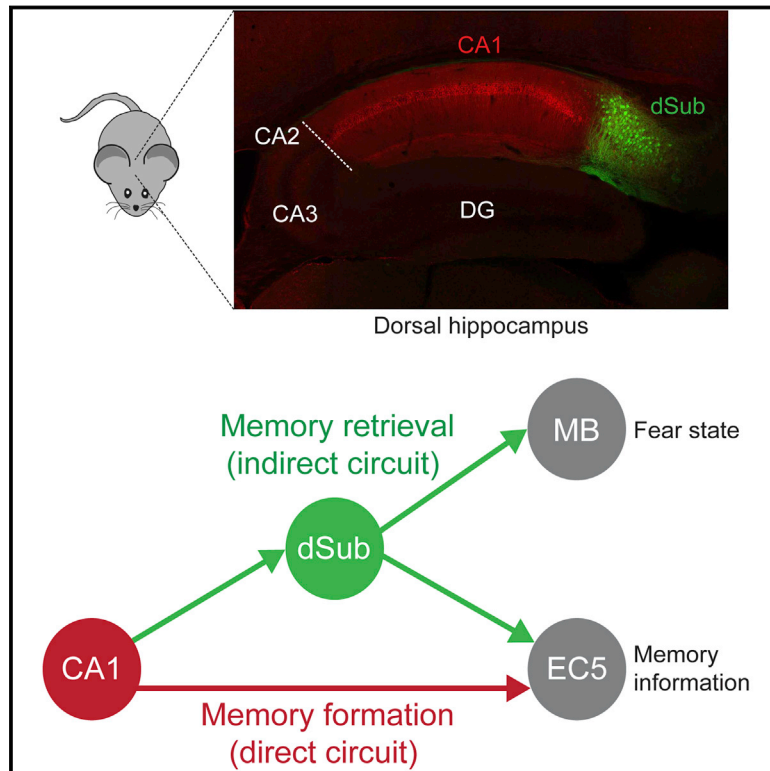 CA1
dSub
CA2
CA3
DG
Dorsal hippocampus
Memory retrieval
(indirect circuit)
MB
Fear state
dSub
CA1
EC5
Memory
information
Memory formation
(direct circuit)